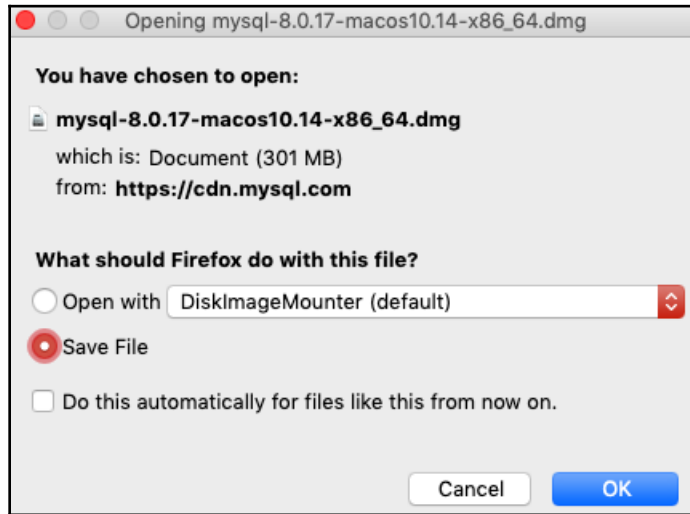 Opening mysql-8.0.17-macos10.14-x86_64.dmg
You have chosen to open:
mysql-8.0.17-macos10.14-x86_64.dmg
which is: Document (301 MB)
from: https://cdn.mysql.com
What should Firefox do with this file?
Open with DiskImageMounter (default)
Save File
Do this automatically for files like this from now on.
Cancel OK